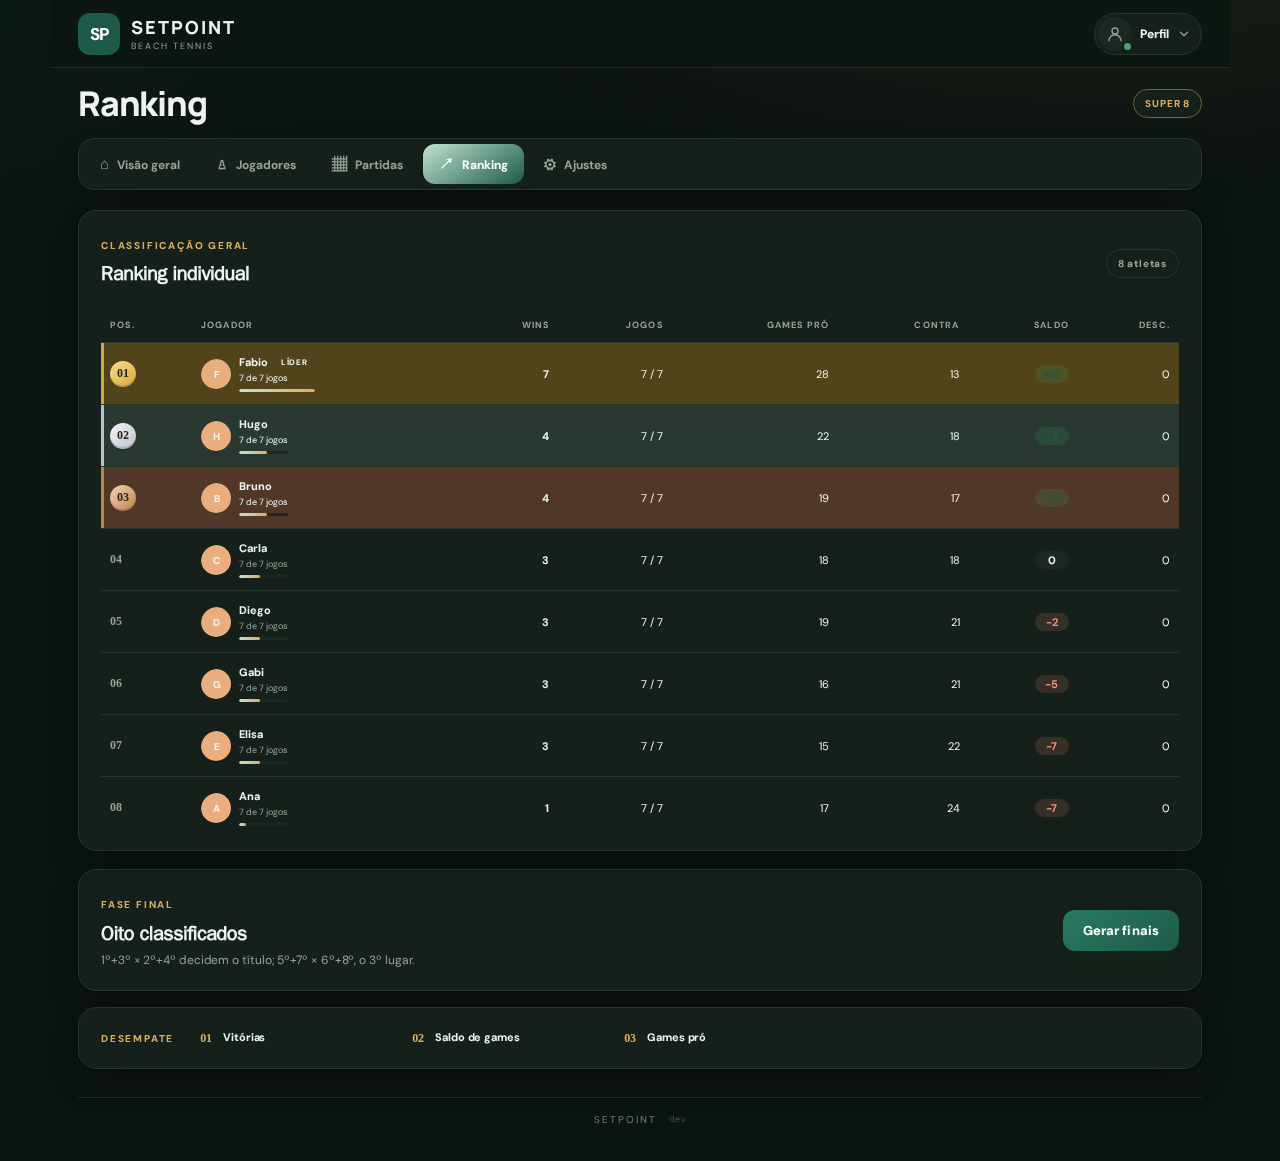 SP
SETPOINT
BEACH TENNIS
Perfil
Ranking
SUPER 8
Visão geral Jogadores Partidas Ranking Ajustes
CLASSIFICAÇÃO GERAL
Ranking individual
8 atletas
POS. JOGADOR WINS JOGOS GAMES PRÓ CONTRA SALDO DESC.
01 F Fabio LÍDER
7 de 7 jogos
7 7 / 7 28 13 0
02 H Hugo
7 de 7 jogos
4 7 / 7 22 18 0
03 B Bruno
7 de 7 jogos
4 7 / 7 19 17 0
04 C Carla
7 de 7 jogos
3 7 / 7 18 18 0 0
05 D Diego
7 de 7 jogos
3 7 / 7 19 21 -2 0
06 G Gabi
7 de 7 jogos
3 7 / 7 16 21 -5 0
07 E Elisa
7 de 7 jogos
3 7 / 7 15 22 -7 0
08 A Ana
7 de 7 jogos
1 7 / 7 17 24 -7 0
FASE FINAL
Oito classificados
1º+3º × 2º+4º decidem o título; 5º+7º × 6º+8º, o 3º lugar.
Gerar finais
DESEMPATE 01 Vitórias 02 Saldo de games 03 Games pró
SETPOINT dev